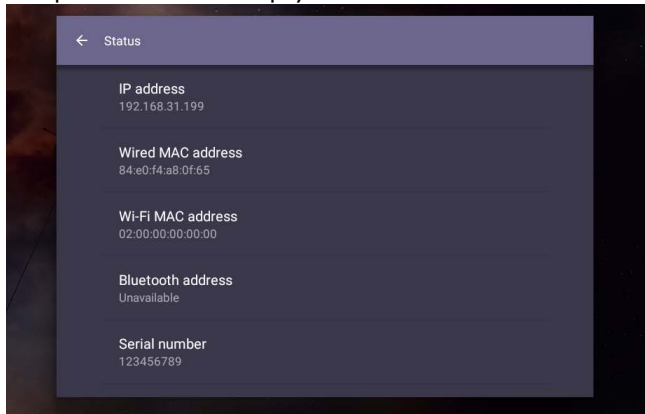 Status
IP address
192.168.31.199
Wired MAC address
84:e0:f4:a8:0f:65
Wi-Fi MAC address
02:00:00:00:00:00
Bluetooth address
Unavailable
Serial number
123456789